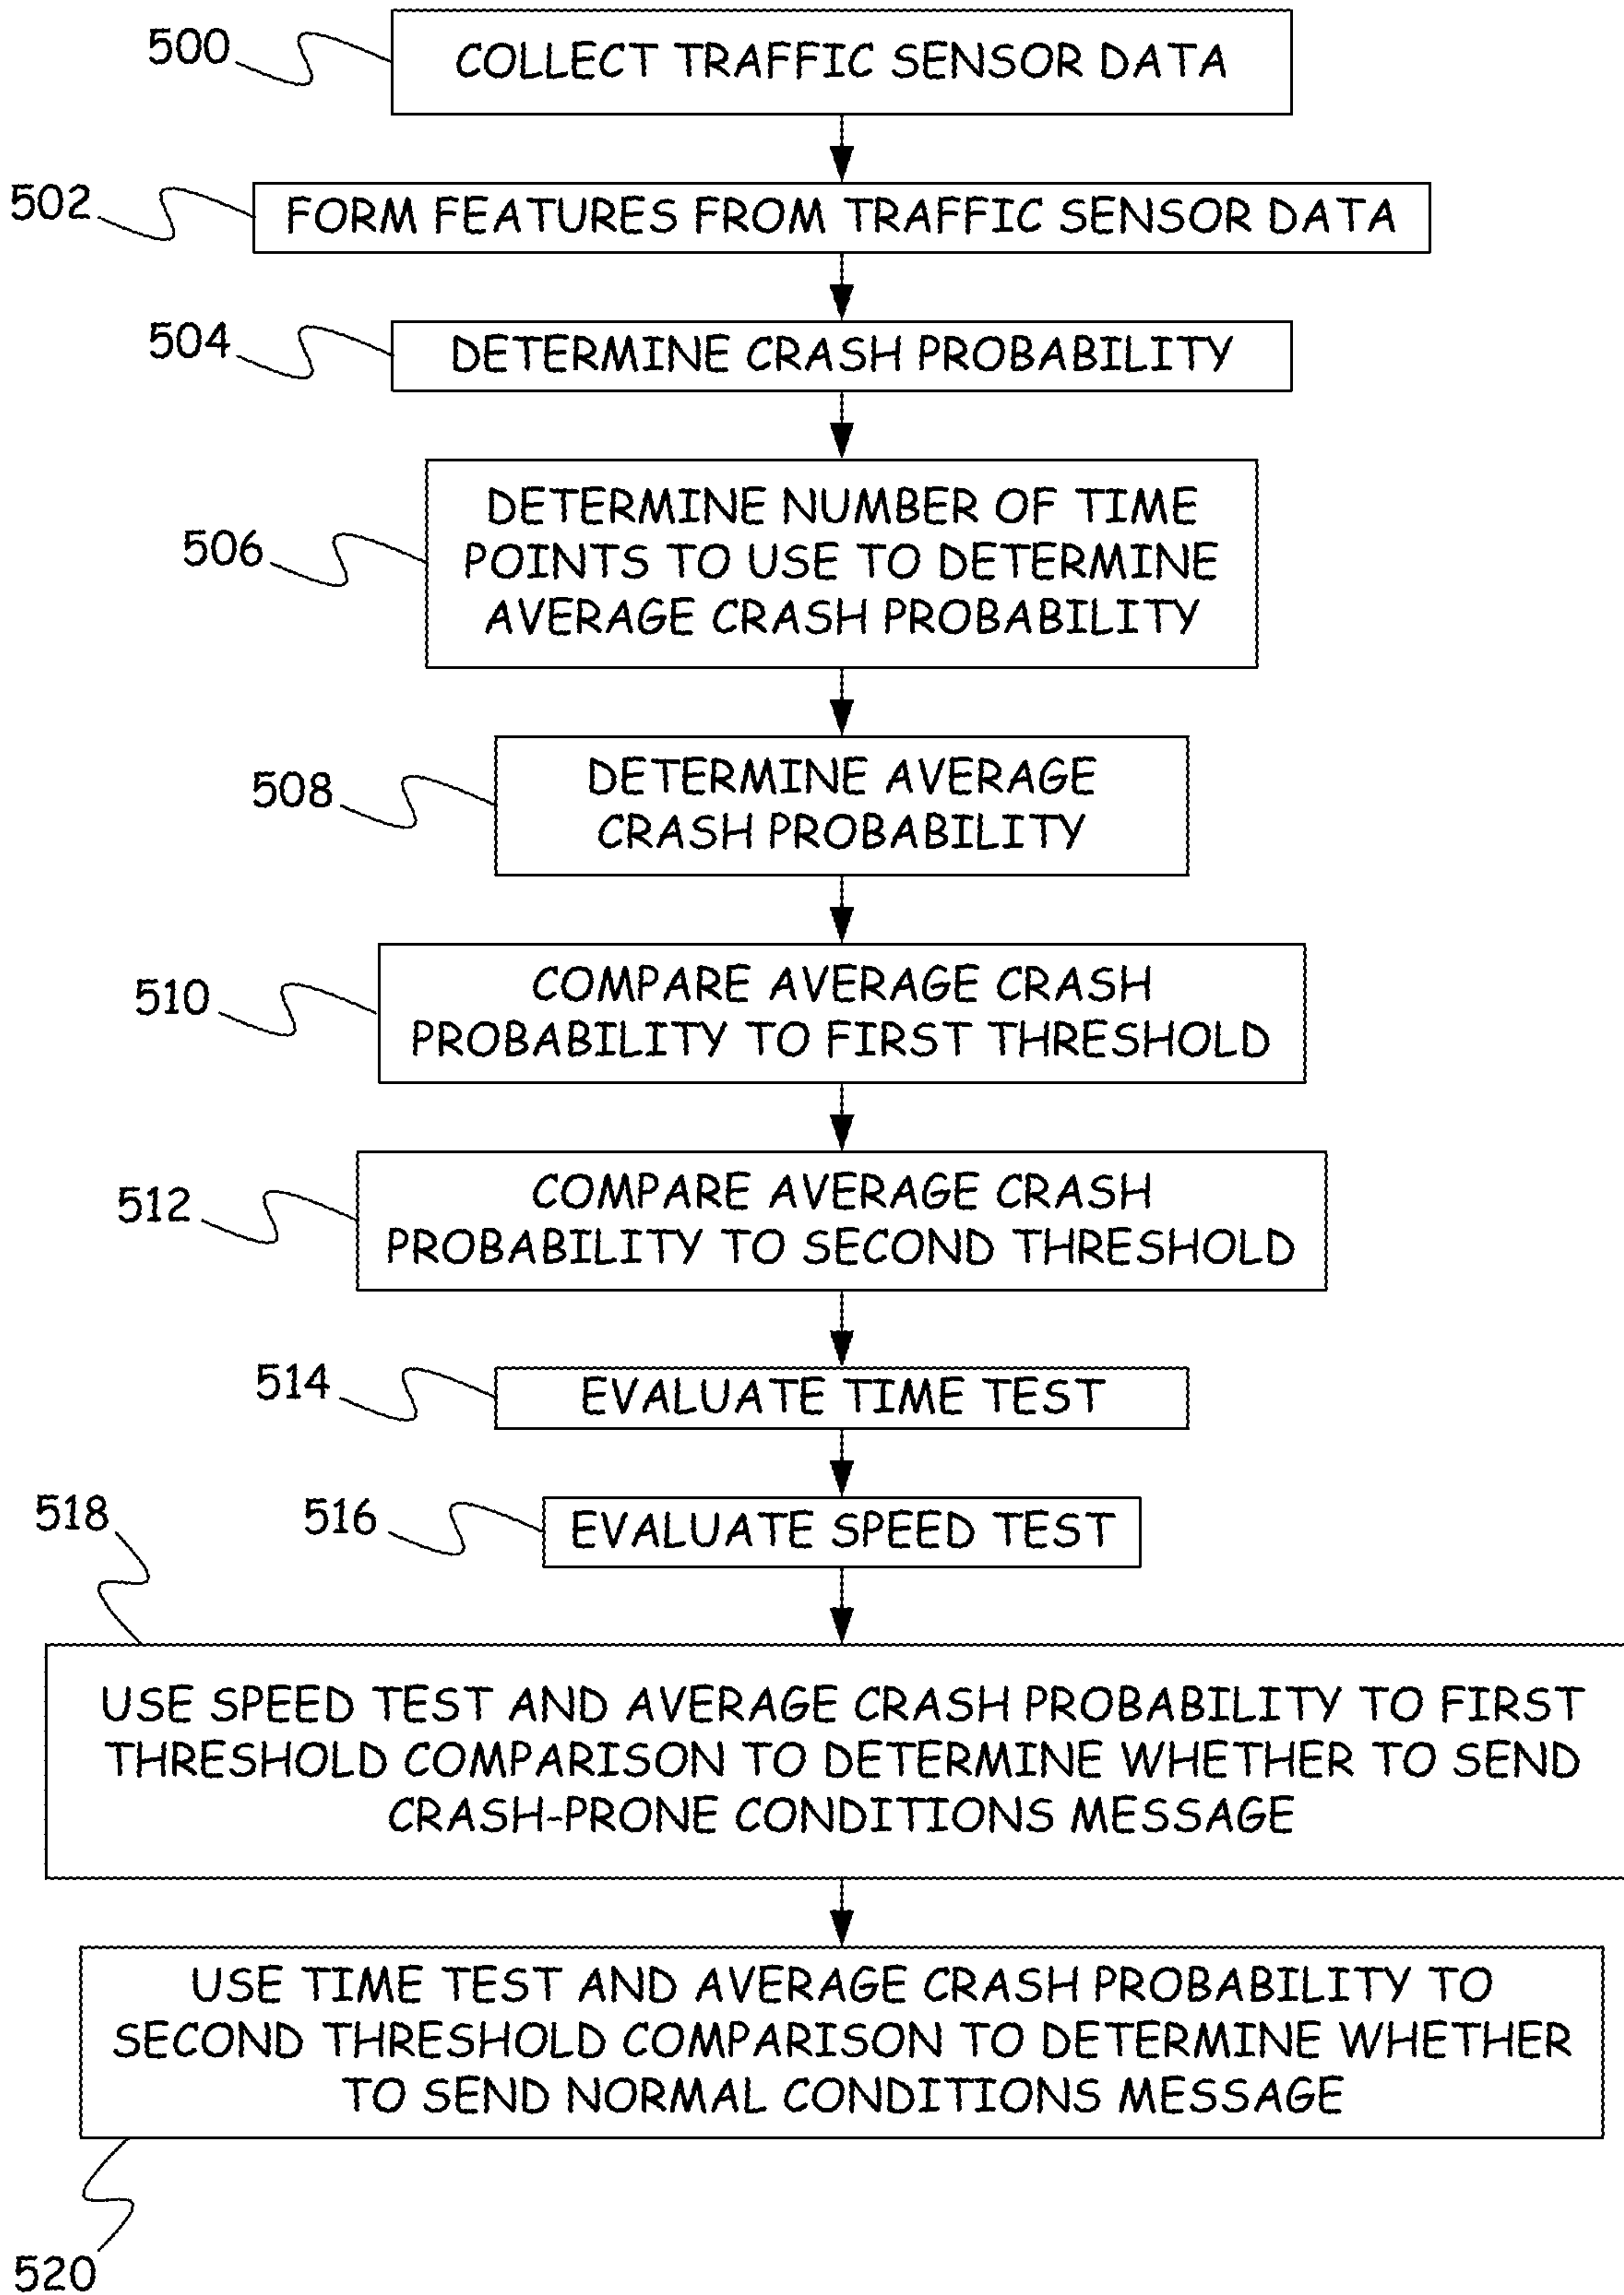 500
COLLECT TRAFFIC SENSOR DATA
502
FORM FEATURES FROM TRAFFIC SENSOR DATA
504
DETERMINE CRASH PROBABILITY
506
DETERMINE NUMBER OF TIME
POINTS TO USE TO DETERMINE
AVERAGE CRASH PROBABILITY
508
DETERMINE AVERAGE
CRASH PROBABILITY
510
COMPARE AVERAGE CRASH
PROBABILITY TO FIRST THRESHOLD
512
COMPARE AVERAGE CRASH
PROBABILITY TO SECOND THRESHOLD
514
EVALUATE TIME TEST
516
EVALUATE SPEED TEST
518
USE SPEED TEST AND AVERAGE CRASH PROBABILITY TO FIRST
THRESHOLD COMPARISON TO DETERMINE WHETHER TO SEND
CRASH-PRONE CONDITIONS MESSAGE
USE TIME TEST AND AVERAGE CRASH PROBABILITY TO
SECOND THRESHOLD COMPARISON TO DETERMINE WHETHER
TO SEND NORMAL CONDITIONS MESSAGE
520